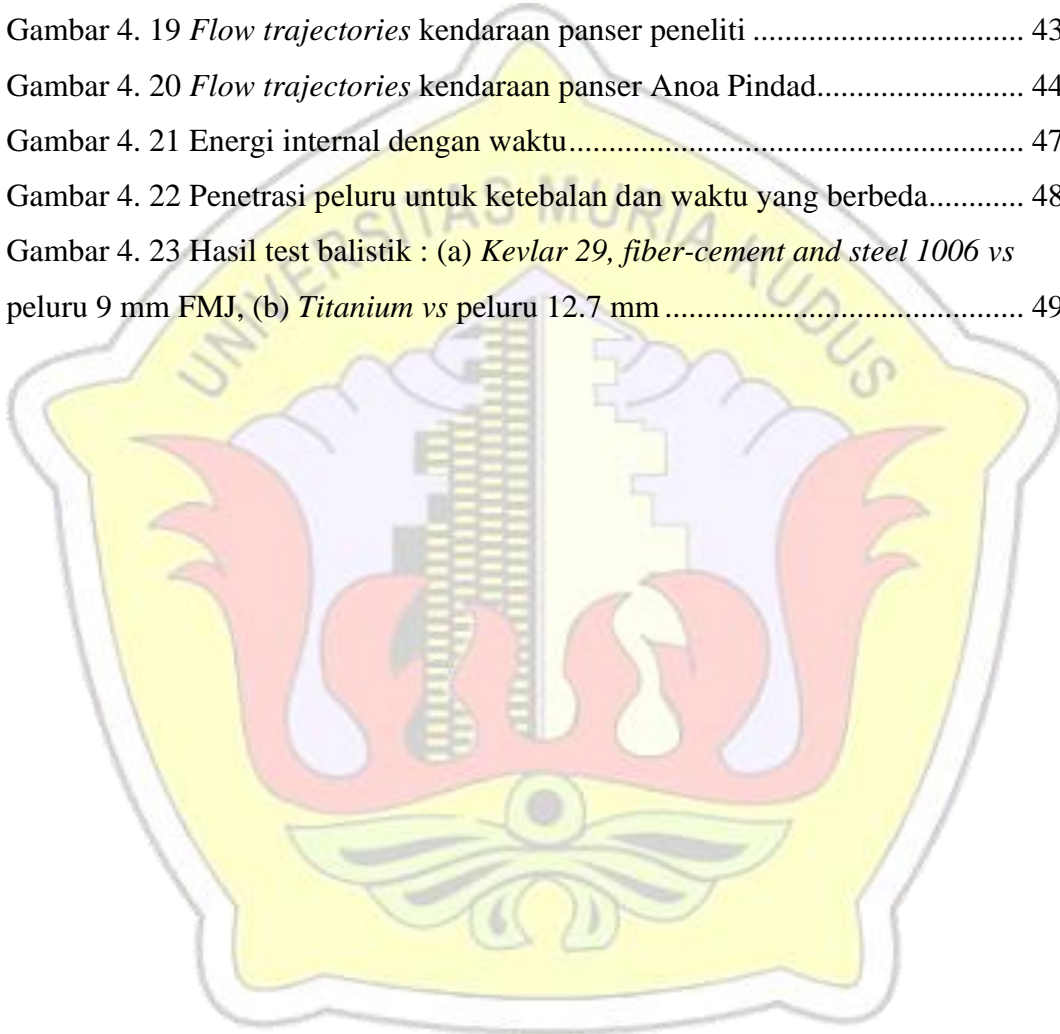 Gambar 4. 19 Flow trajectories kendaraan panser peneliti ................................ 43
Gambar 4. 20 Flow trajectories kendaraan panser Anoa Pindad........................ 44
Gambar 4. 21 Energi internal dengan waktu..................................................... 47
Gambar 4. 22 Penetrasi peluru untuk ketebalan dan waktu yang berbeda........... 48
Gambar 4. 23 Hasil test balistik : (a) Kevlar 29, fiber-cement and steel 1006 vs
peluru 9 mm FMJ, (b) Titanium vs peluru 12.7 mm .......................................... 49
UNIVERSITAS MURIA KUDUS